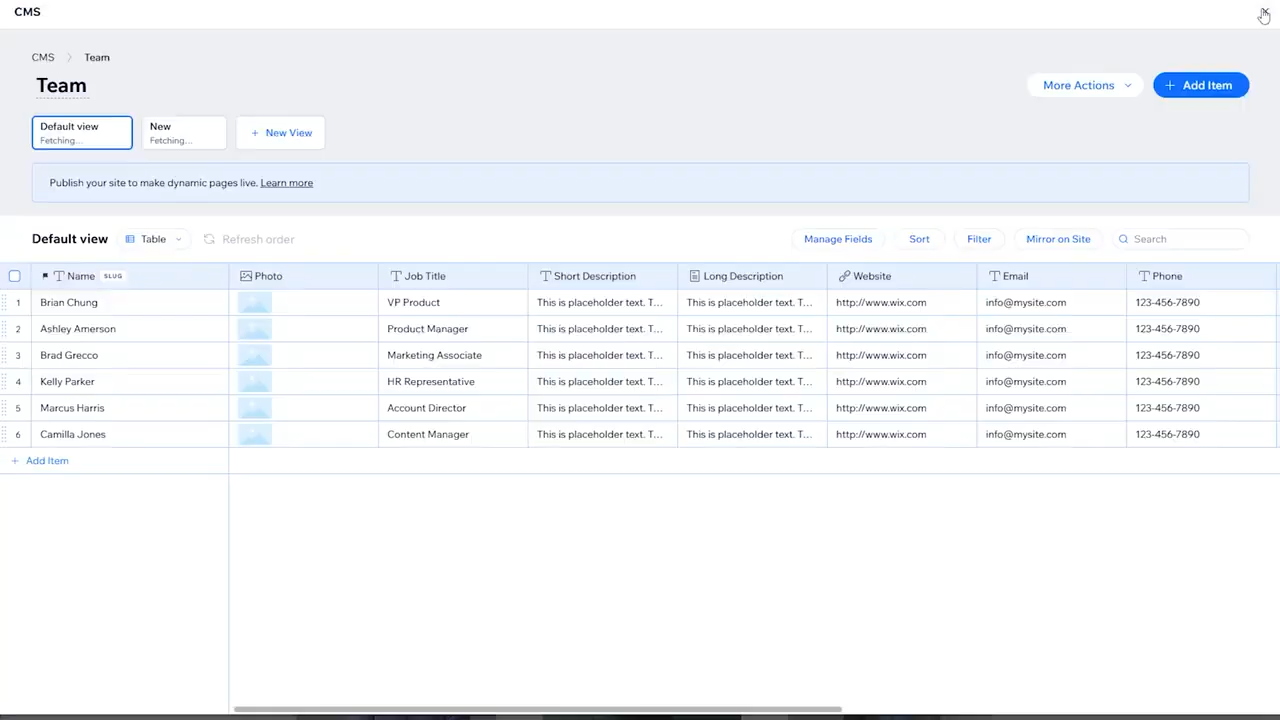 CMS
CMS > Team
Team
More Actions
+ Add Item
Default view
Fetching...
New
Fetching...
+ New View
Publish your site to make dynamic pages live. Learn more
Default view Table Refresh order Manage Fields Sort Filter Mirror on Site Search
Name SLUG Photo Job Title Short Description Long Description Website Email Phone
1 Brian Chung VP Product This is placeholder text. T... This is placeholder text. T... http://www.wix.com info@mysite.com 123-456-7890
2 Ashley Amerson Product Manager This is placeholder text. T... This is placeholder text. T... http://www.wix.com info@mysite.com 123-456-7890
3 Brad Grecco Marketing Associate This is placeholder text. T... This is placeholder text. T... http://www.wix.com info@mysite.com 123-456-7890
4 Kelly Parker HR Representative This is placeholder text. T... This is placeholder text. T... http://www.wix.com info@mysite.com 123-456-7890
5 Marcus Harris Account Director This is placeholder text. T... This is placeholder text. T... http://www.wix.com info@mysite.com 123-456-7890
6 Camilla Jones Content Manager This is placeholder text. T... This is placeholder text. T... http://www.wix.com info@mysite.com 123-456-7890
+ Add Item